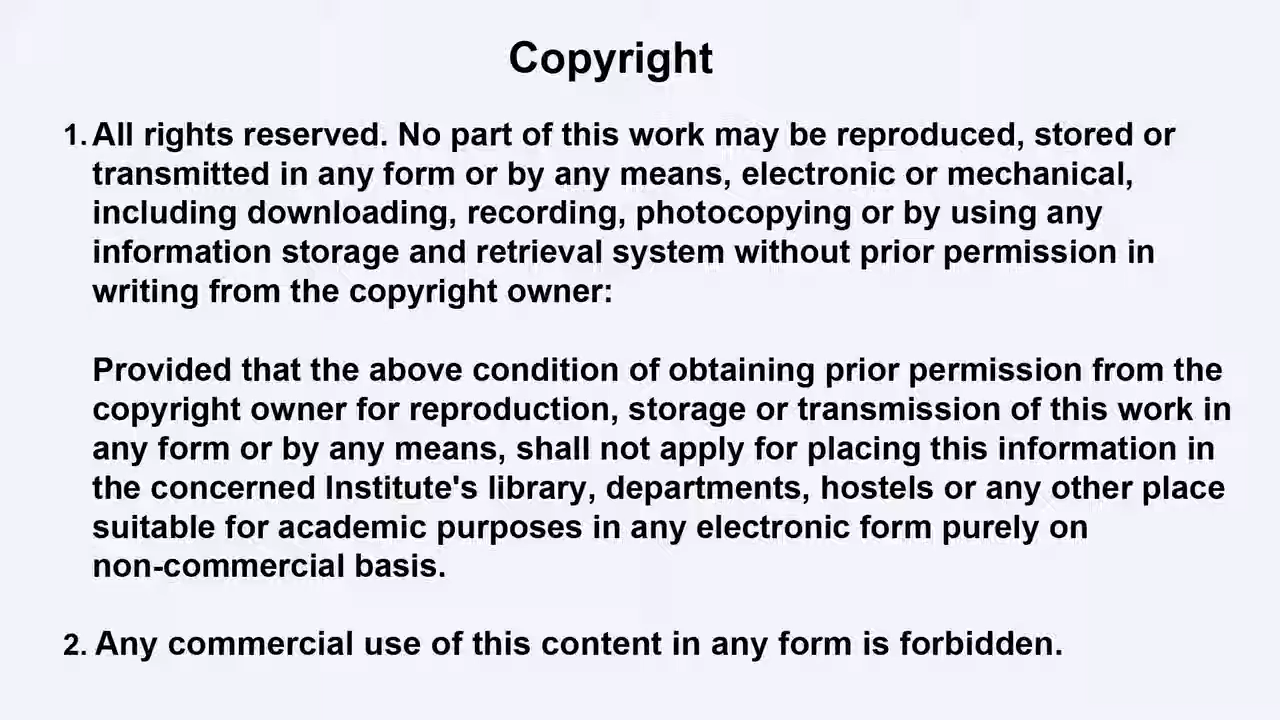 Copyright
1. All rights reserved. No part of this work may be reproduced, stored or
transmitted in any form or by any means, electronic or mechanical,
including downloading, recording, photocopying or by using any
information storage and retrieval system without prior permission in
writing from the copyright owner:
Provided that the above condition of obtaining prior permission from the
copyright owner for reproduction, storage or transmission of this work in
any form or by any means, shall not apply for placing this information in
the concerned Institute's library, departments, hostels or any other place
suitable for academic purposes in any electronic form purely on
non-commercial basis.
2. Any commercial use of this content in any form is forbidden.